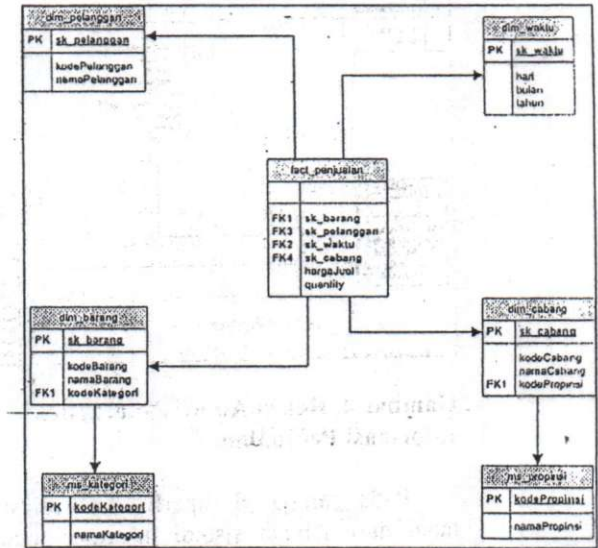 dim_pelanggan
PK sk_pelanggan
kodePelanggan
namaPelanggan
dim_waktu
PK sk_waktu
hari
bulan
tahun
fact_penjualan
FK1 sk_barang
FK3 sk_pelanggan
FK2 sk_waktu
FK4 sk_cabang
hargaJual
quantity
dim_barang
PK sk_barang
kodeBarang
namaBarang
FK1 kodeKategori
dim_cabang
PK sk_cabang
kodeCabang
namaCabang
FK1 kodePropinsi
ms_kategori
PK kodeKategori
namaKategori
ms_propinsi
PK kodePropinsi
namaPropinsi